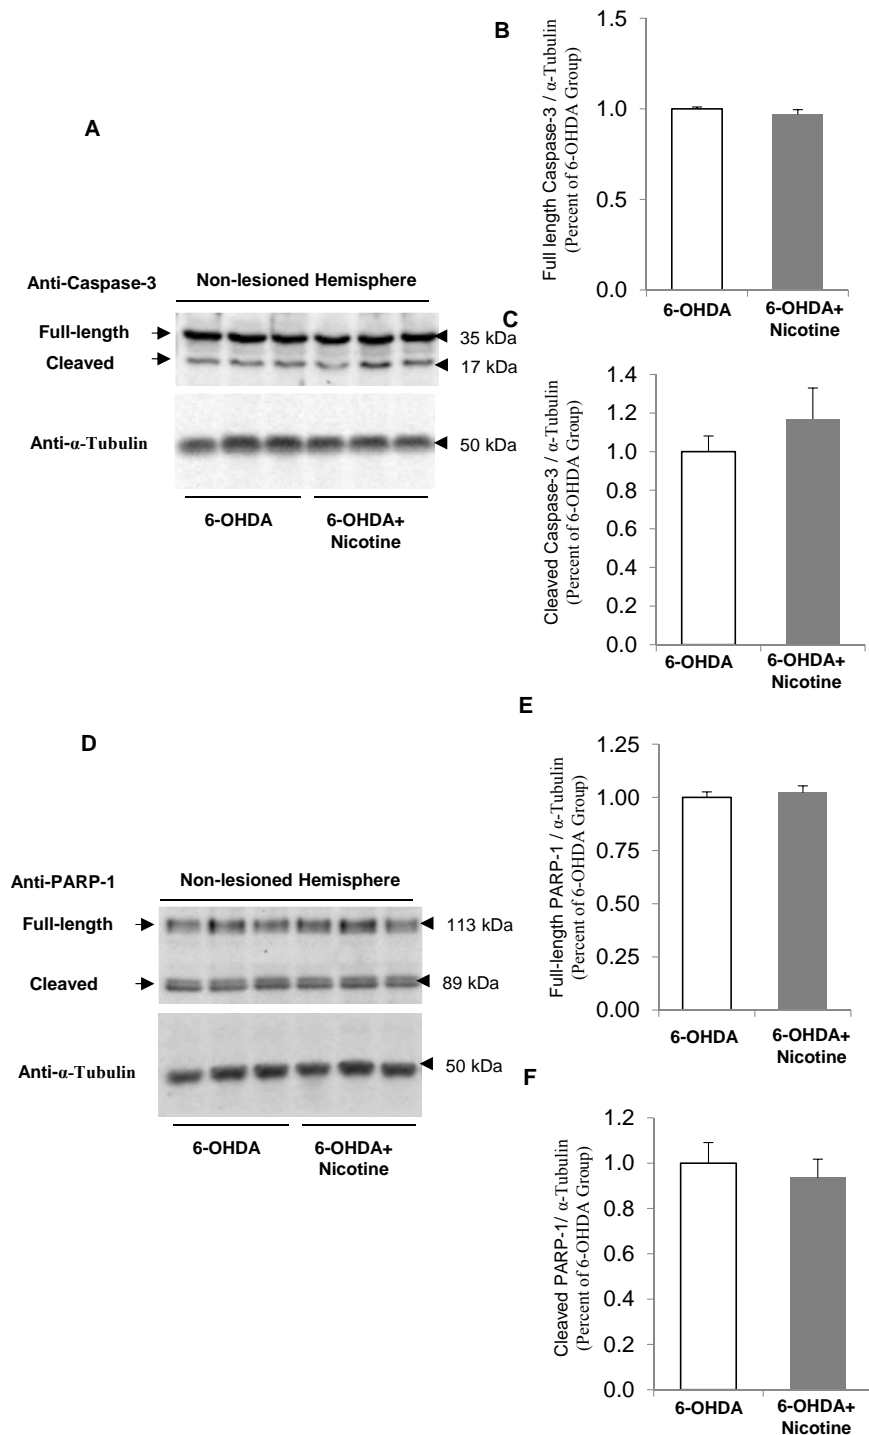 A
Anti-Caspase-3
Non-lesioned Hemisphere
Full-length
35 kDa
Cleaved
17 kDa
Anti-α-Tubulin
50 kDa
6-OHDA
6-OHDA+
Nicotine
B
Full length Caspase-3 / α-Tubulin
(Percent of 6-OHDA Group)
1.5
1.0
0.5
0.0
6-OHDA
6-OHDA+
Nicotine
C
Cleaved Caspase-3 / α-Tubulin
(Percent of 6-OHDA Group)
1.4
1.2
1.0
0.8
0.6
0.4
0.2
0.0
6-OHDA
6-OHDA+
Nicotine
D
Anti-PARP-1
Non-lesioned Hemisphere
Full-length
113 kDa
Cleaved
89 kDa
Anti-α-Tubulin
50 kDa
6-OHDA
6-OHDA+
Nicotine
E
Full-length PARP-1 / α-Tubulin
(Percent of 6-OHDA Group)
1.25
1.00
0.75
0.50
0.25
0.00
6-OHDA
6-OHDA+
Nicotine
F
Cleaved PARP-1/ α-Tubulin
(Percent of 6-OHDA Group)
1.2
1.0
0.8
0.6
0.4
0.2
0.0
6-OHDA
6-OHDA+
Nicotine